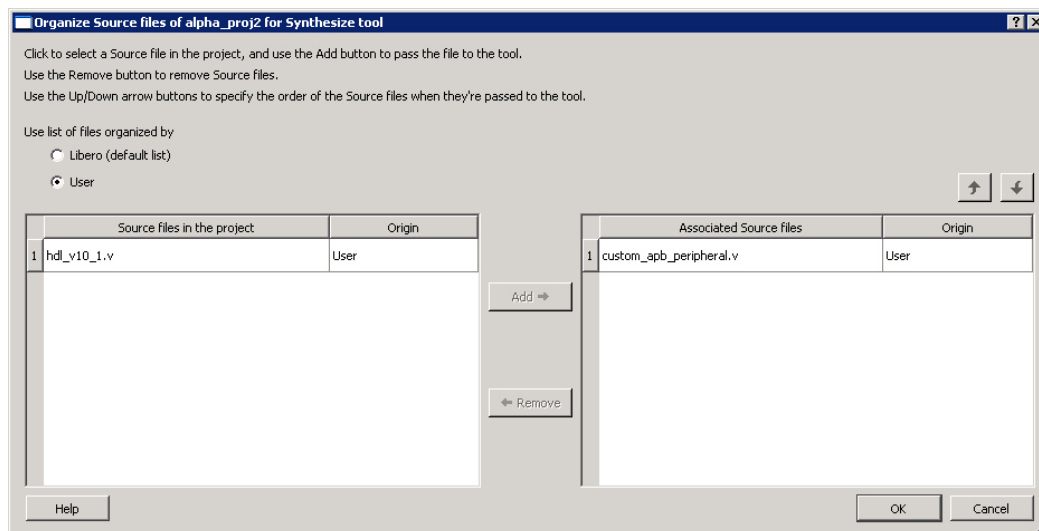 Organize Source files of alpha_proj2 for Synthesize tool
Click to select a Source file in the project, and use the Add button to pass the file to the tool.
Use the Remove button to remove Source files.
Use the Up/Down arrow buttons to specify the order of the Source files when they're passed to the tool.
Use list of files organized by
Libero (default list)
User
Source files in the project Origin
1 hdl_v10_1.v User
Add
Remove
Associated Source files Origin
1 custom_apb_peripheral.v User
Help
OK Cancel